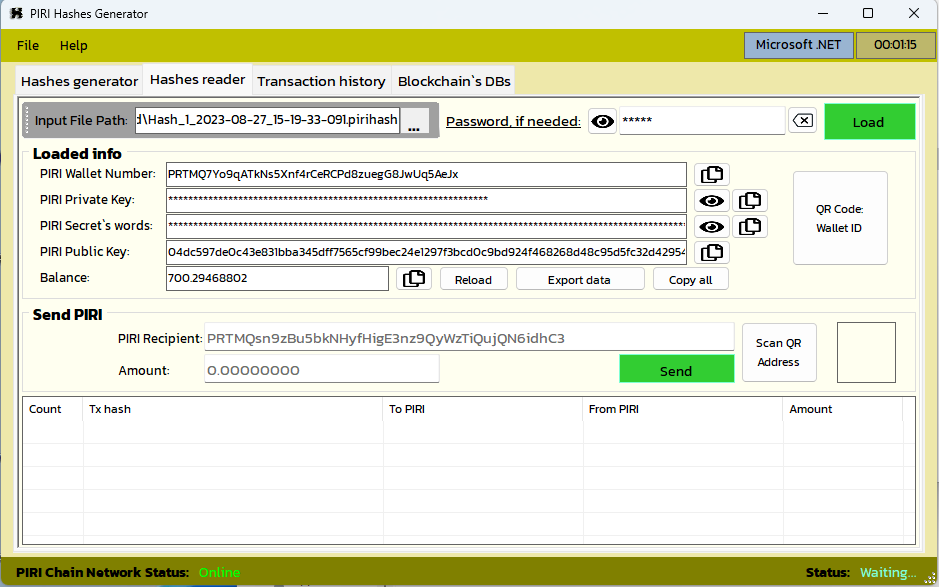 PIRI Hashes Generator
File Help Microsoft .NET 00:01:15
Hashes generator Hashes reader Transaction history Blockchain`s DBs
Input File Path: d\Hash_1_2023-08-27_15-19-33-091.pirihash ... Password, if needed: ***** Load
Loaded info
PIRI Wallet Number: PRTMQ7Yo9qATkNs5Xnf4rCeRCPd8zuegG8JwUq5AeJx
PIRI Private Key: ****************************************************************
PIRI Secret`s words: ****************************************************************************************************
PIRI Public Key: 04dc597de0c43e831bba345dff7565cf99bec24e1297f3bcd0c9bd924f468268d48c95d5fc32d42954
Balance: 700.29468802 Reload Export data Copy all
QR Code:
Wallet ID
Send PIRI
PIRI Recipient: PRTMQsn9zBu5bkNHyfHigE3nz9QyWzTiQujQN6idhC3
Amount: 0.00000000 Send
Scan QR
Address
Count Tx hash To PIRI From PIRI Amount
PIRI Chain Network Status: Online Status: Waiting...